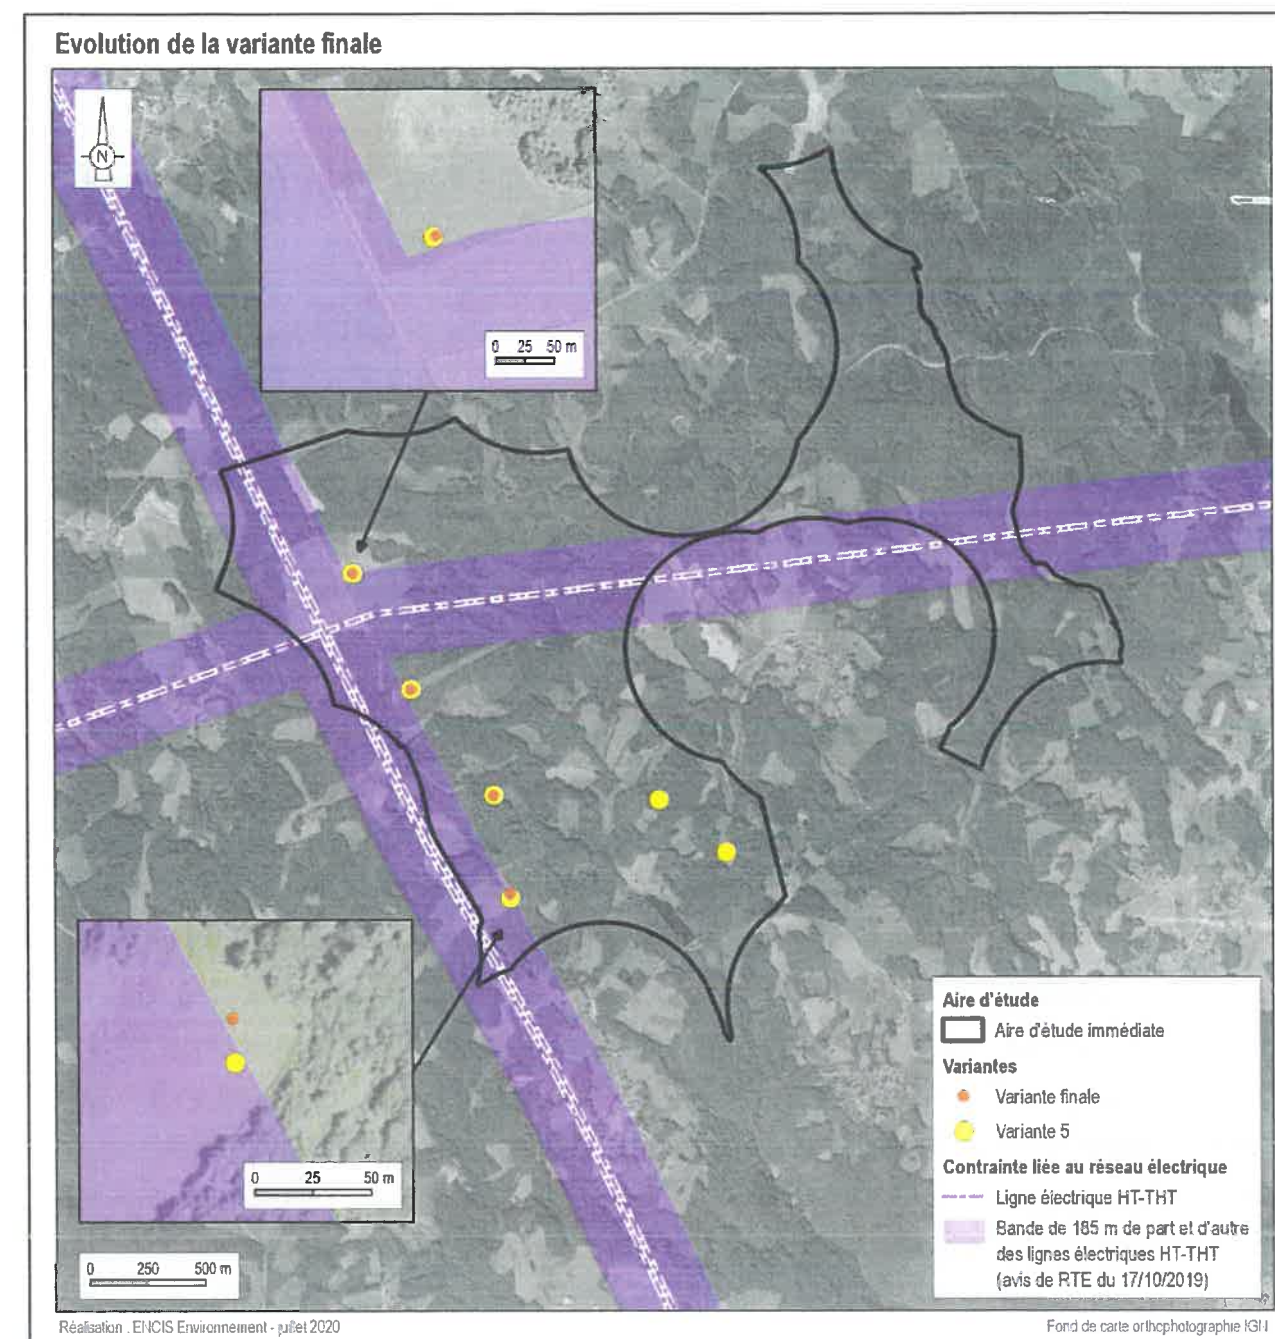 Evolution de la variante finale
N
0 25 50 m
0 25 50 m
0 250 500 m
Aire d'étude
Aire d'étude immédiate
Variantes
Variante finale
Variante 5
Contrainte liée au réseau électrique
Ligne électrique HT-THT
Bande de 185 m de part et d'autre
des lignes électriques HT-THT
(avis de RTE du 17/10/2019)
Réalisation : ENCIS Environnement - juillet 2020
Fond de carte orthophotographie IGN